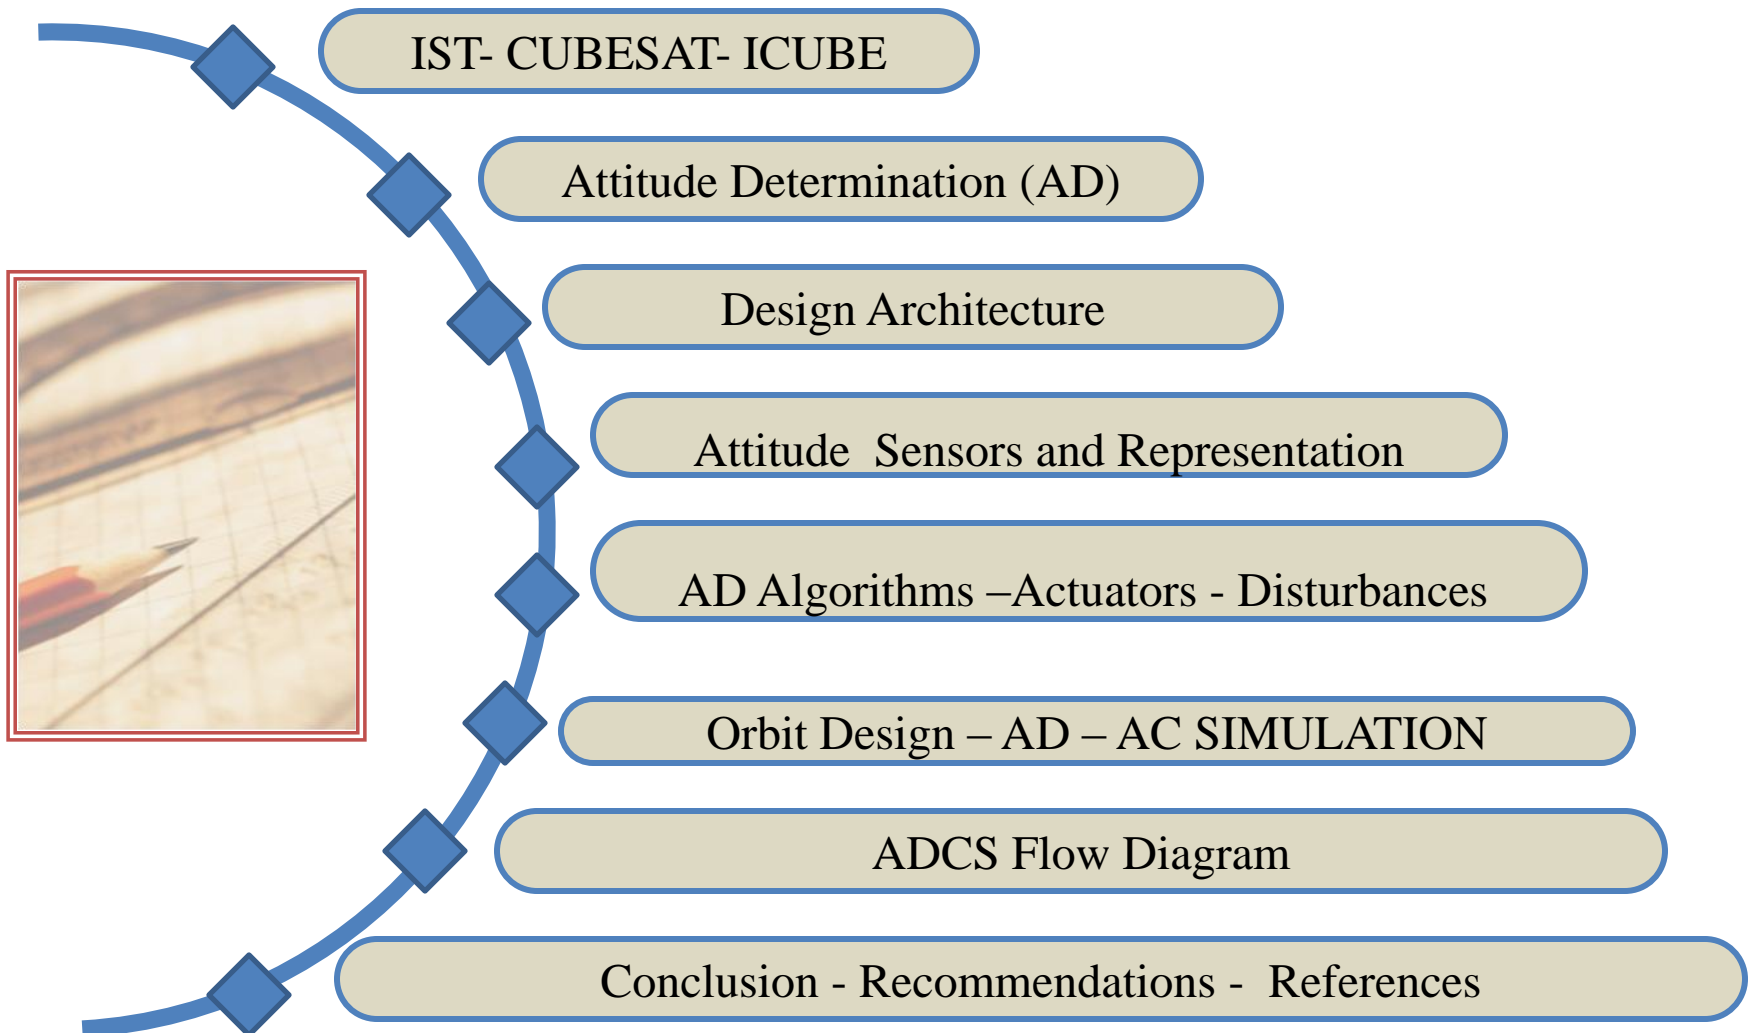 IST- CUBESAT- ICUBE
Attitude Determination (AD)
Design Architecture
Attitude  Sensors and Representation
AD Algorithms –Actuators - Disturbances
Orbit Design – AD – AC SIMULATION
ADCS Flow Diagram
Conclusion - Recommendations -  References